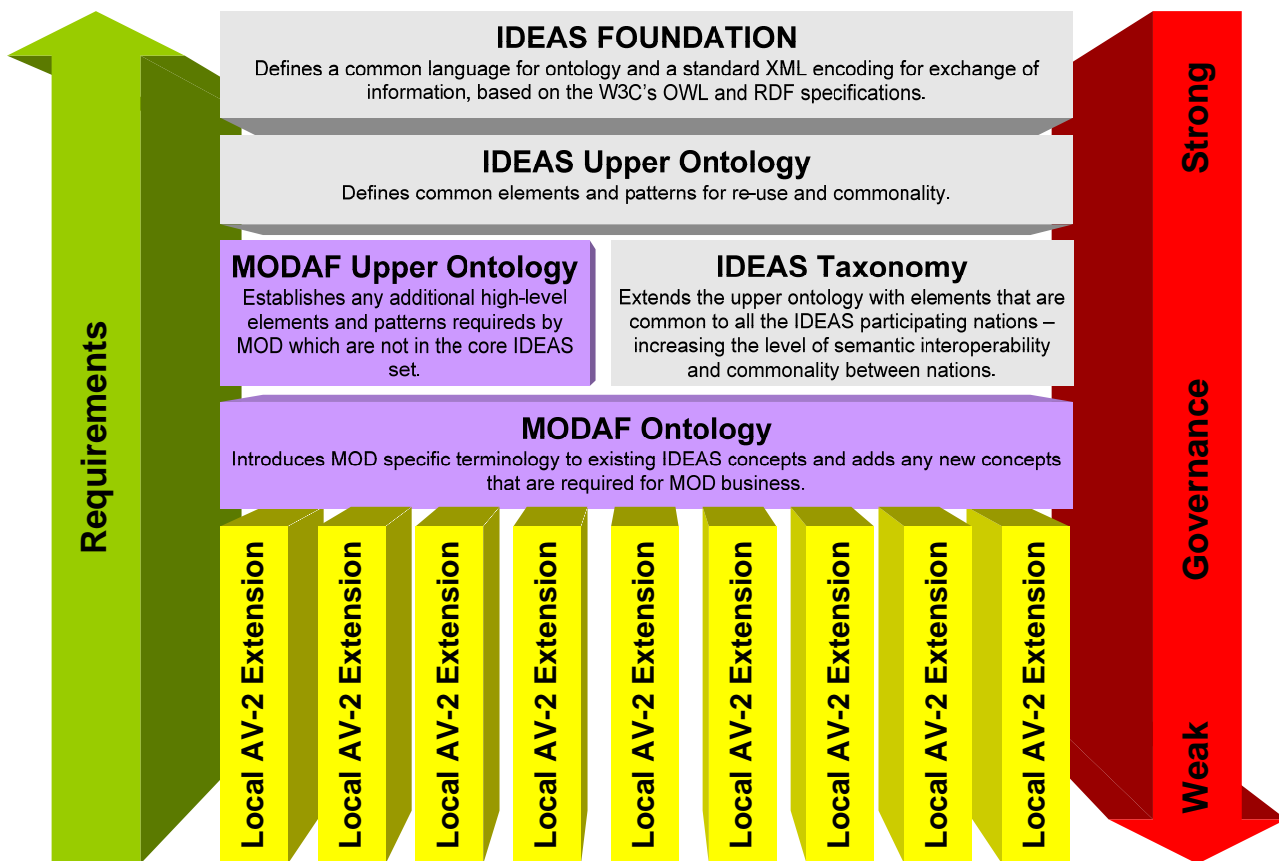 IDEAS FOUNDATION
Defines a common language for ontology and a standard XML encoding for exchange of
information, based on the W3C's OWL and RDF specifications.
IDEAS Upper Ontology
Defines common elements and patterns for re-use and commonality.
MODAF Upper Ontology
Establishes any additional high-level
elements and patterns requireds by
MOD which are not in the core IDEAS
set.
IDEAS Taxonomy
Extends the upper ontology with elements that are
common to all the IDEAS participating nations –
increasing the level of semantic interoperability
and commonality between nations.
MODAF Ontology
Introduces MOD specific terminology to existing IDEAS concepts and adds any new concepts
that are required for MOD business.
Requirements
Strong
Governance
Weak
Local AV-2 Extension
Local AV-2 Extension
Local AV-2 Extension
Local AV-2 Extension
Local AV-2 Extension
Local AV-2 Extension
Local AV-2 Extension
Local AV-2 Extension
Local AV-2 Extension